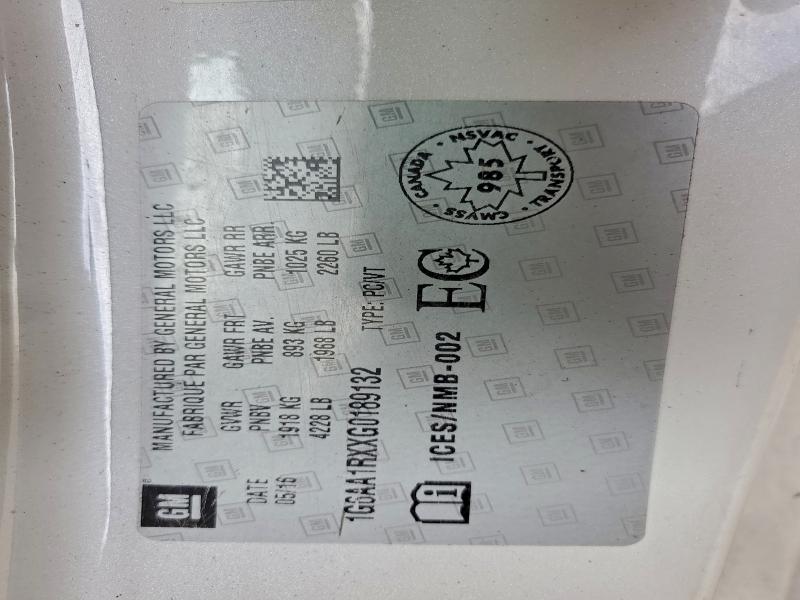 GM
MANUFACTURED BY GENERAL MOTORS LLC
FABRIQUÉ PAR GENERAL MOTORS LLC
DATE GVWR GAWR FRT GAWR RR
05/16 PNBV PNBE AV. PNBE ARR
1918 KG 893 KG 1025 KG
4228 LB 1968 LB 2260 LB
1G6AA1RXXG0189132 TYPE: PC/VT
i ICES/NMB-002 EC
CANADA · NSVAC · TRANSPORT · CMVSS ·
985